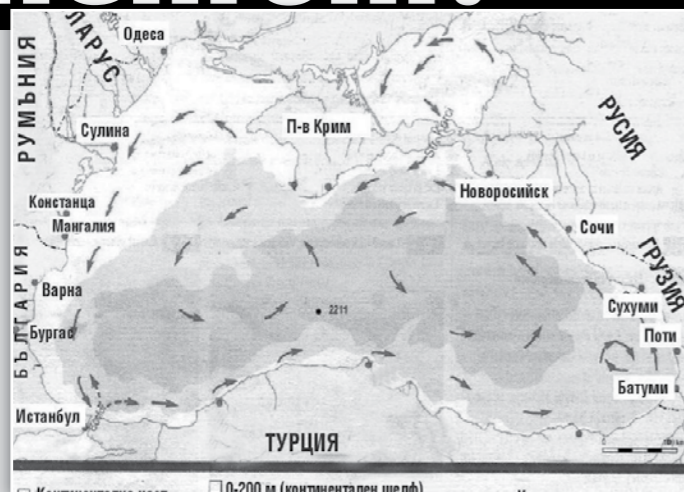 Одеса
ЛАРУС
РУМЪНИЯ
Сулина
П-в Крим
РУСИЯ
Констанца
Мангалия
Новоросийск
Сочи
ГРУЗИЯ
БЪЛГАРИЯ
Варна
Бургас
2211
Сухуми
Поти
Батуми
Истанбул
ТУРЦИЯ
0-200 м (континентален шелф)